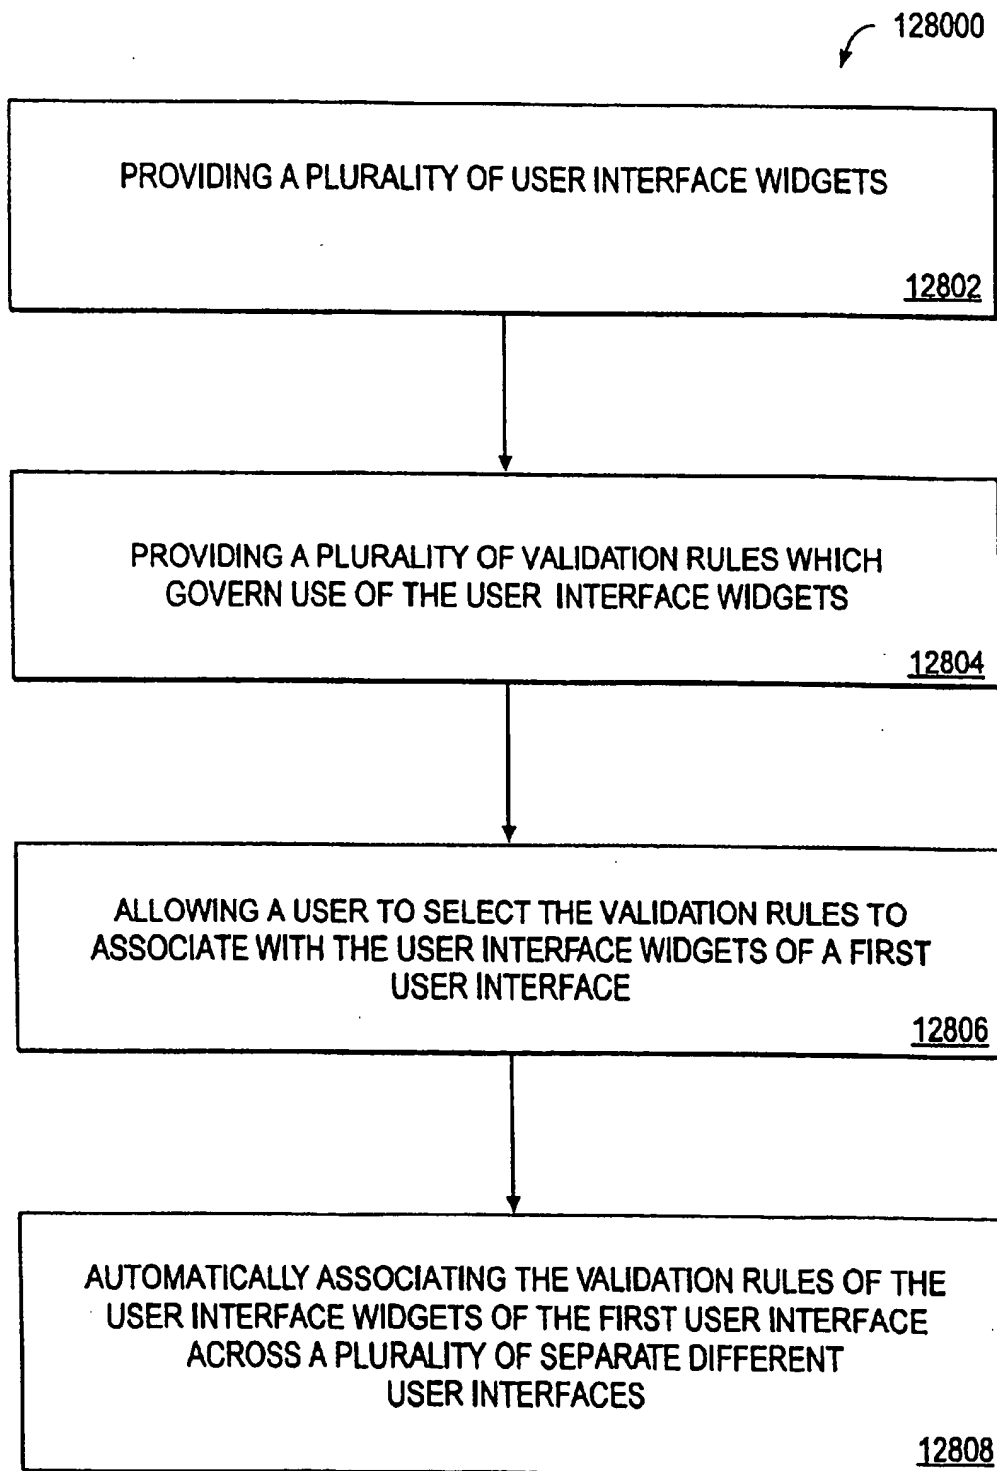 128000
PROVIDING A PLURALITY OF USER INTERFACE WIDGETS
12802
PROVIDING A PLURALITY OF VALIDATION RULES WHICH
GOVERN USE OF THE USER INTERFACE WIDGETS
12804
ALLOWING A USER TO SELECT THE VALIDATION RULES TO
ASSOCIATE WITH THE USER INTERFACE WIDGETS OF A FIRST
USER INTERFACE
12806
AUTOMATICALLY ASSOCIATING THE VALIDATION RULES OF THE
USER INTERFACE WIDGETS OF THE FIRST USER INTERFACE
ACROSS A PLURALITY OF SEPARATE DIFFERENT
USER INTERFACES
12808